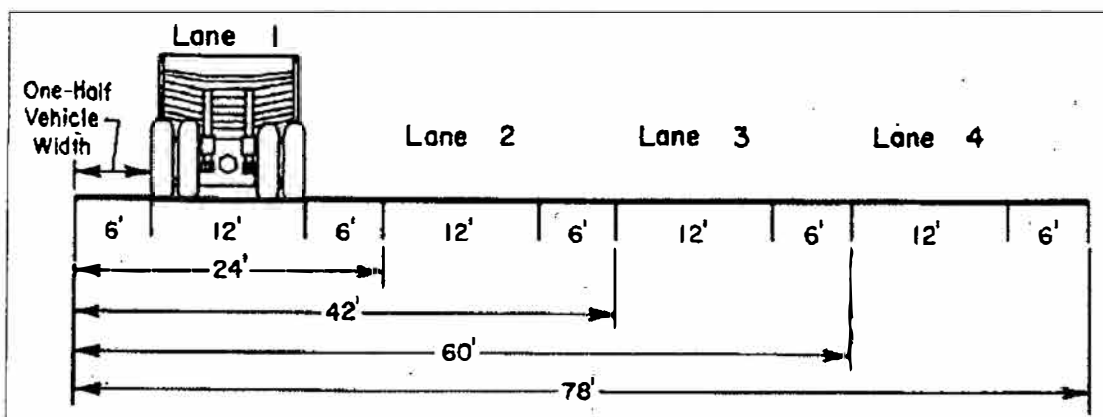 Lane 1
One-Half
Vehicle
Width
Lane 2 Lane 3 Lane 4
6' 12' 6' 12' 6' 12' 6' 12' 6'
24'
42'
60'
78'